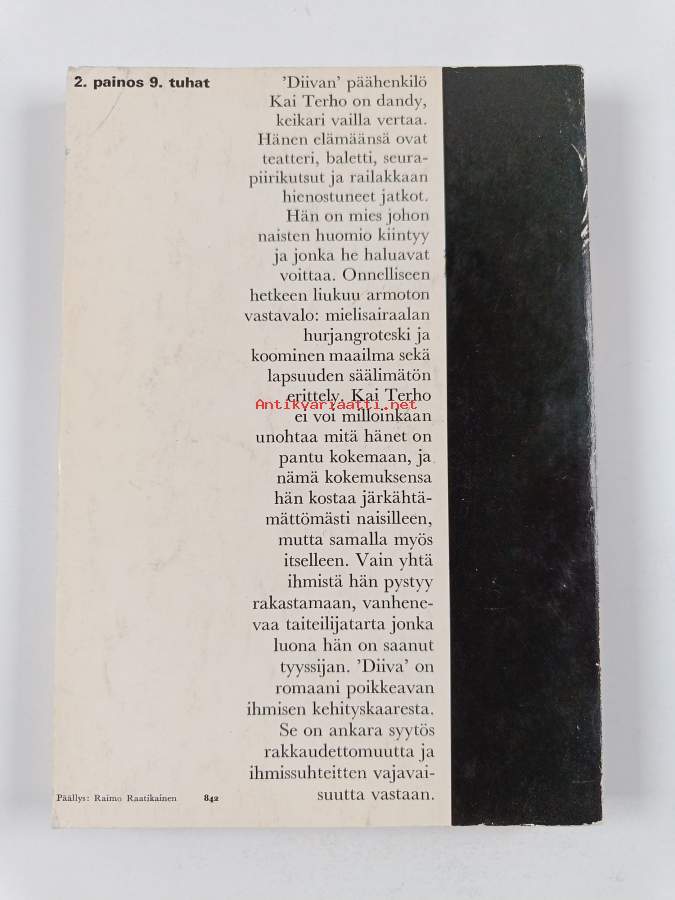 2. painos 9. tuhat
'Diivan' päähenkilö
Kai Terho on dandy,
keikari vailla vertaa.
Hänen elämäänsä ovat
teatteri, baletti, seura-
piirikutsut ja railakkaan
hienostuneet jatkot.
Hän on mies johon
naisten huomio kiintyy
ja jonka he haluavat
voittaa. Onnelliseen
hetkeen liukuu armoton
vastavalo: mielisairaalan
hurjangroteski ja
koominen maailma sekä
lapsuuden säälimätön
erittely. Kai Terho
Antikvariaatti.net
ei voi milloinkaan
unohtaa mitä hänet on
pantu kokemaan, ja
nämä kokemuksensa
hän kostaa järkähtä-
mättömästi naisilleen,
mutta samalla myös
itselleen. Vain yhtä
ihmistä hän pystyy
rakastamaan, vanhene-
vaa taiteilijatarta jonka
luona hän on saanut
tyyssijan. 'Diiva' on
romaani poikkeavan
ihmisen kehityskaaresta.
Se on ankara syytös
rakkaudettomuutta ja
ihmissuhteitten vajavai-
suutta vastaan.
Päällys: Raimo Raatikainen 842